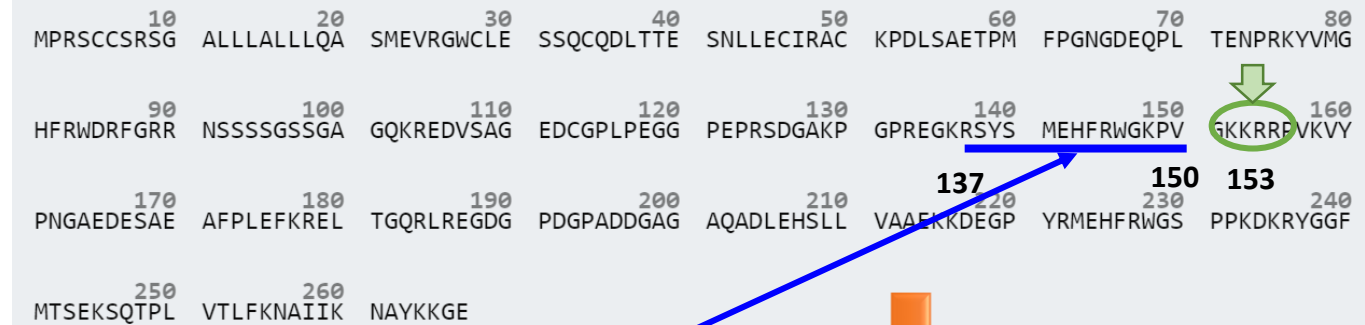 10 20 30 40 50 60 70 80
MPRSCCSRSG ALLLALLLQA SMEVRGWCLE SSQCQDLTTE SNLLECIRAC KPDLSAETPM FPGNGDEQPL TENPRKYVMG
90 100 110 120 130 140 150 160
HFRWDRFGRR NSSSSGSSGA GQKREDVSAG EDCGPLPEGG PEPRSDGAKP GPREGKRSYS MEHFRWGKPV GKKRRPVKVY
137 150 153
170 180 190 200 210 220 230 240
PNGAEDESAE AFPLEFKREL TGQRLREGDG PDGPADDGAG AQADLEHSLL VAAEKKDEGP YRMEHFRWGS PPKDKRYGGF
250 260
MTSEKSQTPL VTLFKNAIIK NAYKKGE